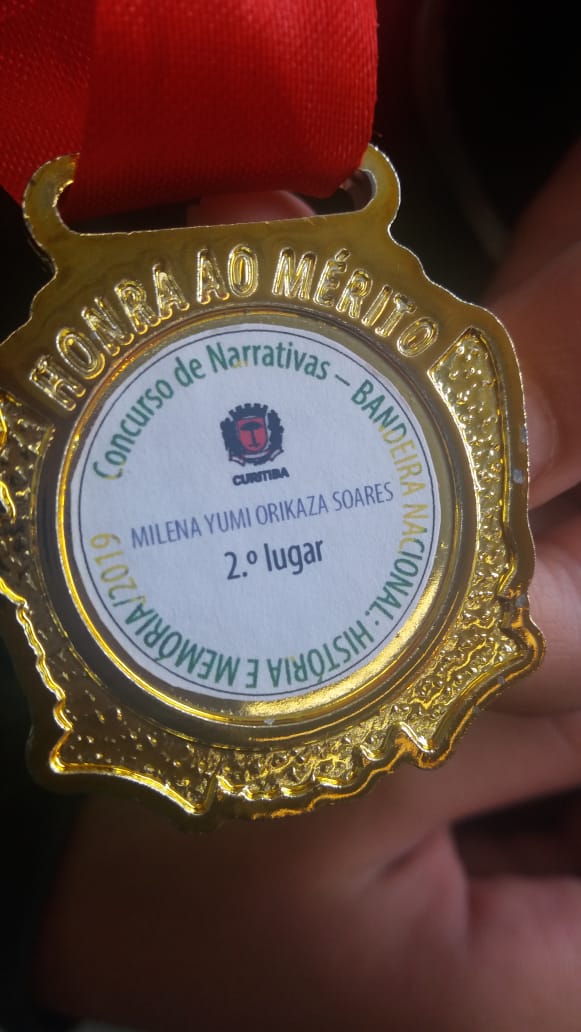 HONRA AO MÉRITO
Concurso de Narrativas – BANDEIRA NACIONAL: HISTÓRIA E MEMÓRIA/2019
CURITIBA
MILENA YUMI ORIKAZA SOARES
2.º lugar